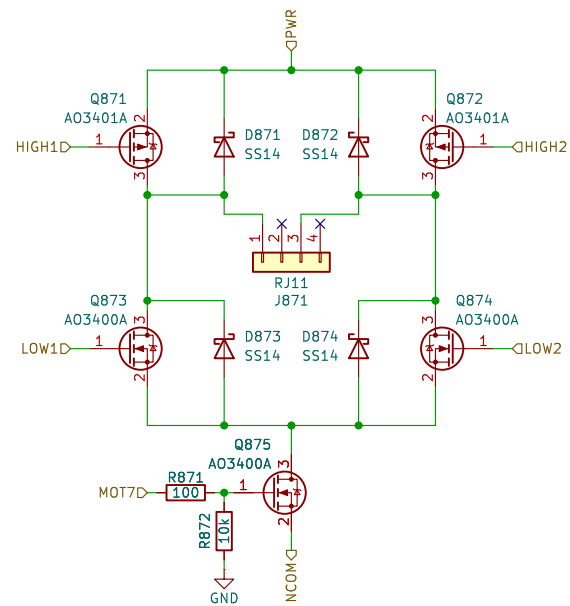 PWR
Q871
AO3401A
2
1
3
HIGH1
D871
SS14
D872
SS14
Q872
AO3401A
2
1
3
HIGH2
1
2
3
4
RJ11
J871
Q873
AO3400A
3
1
2
LOW1
D873
SS14
D874
SS14
Q874
AO3400A
3
1
2
LOW2
Q875
AO3400A
3
1
2
MOT7
R871
100
R872
10k
GND
NCOM